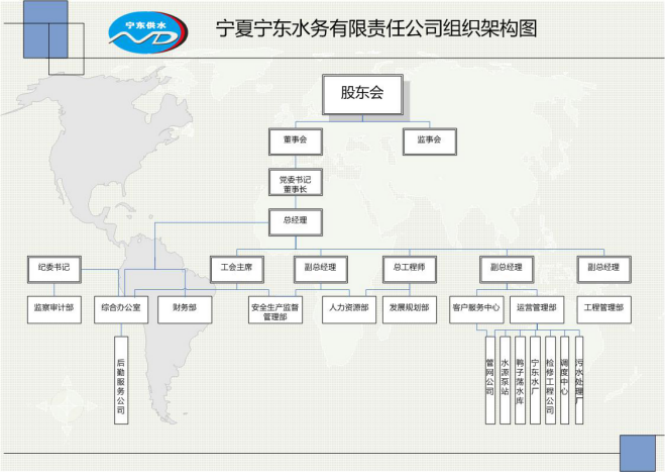 宁东供水
宁夏宁东水务有限责任公司组织架构图
股东会
董事会
监事会
党委书记
董事长
总经理
纪委书记
工会主席
副总经理
总工程师
副总经理
副总经理
监察审计部
综合办公室
财务部
安全生产监督
管理部
人力资源部
发展规划部
客户服务中心
运营管理部
工程管理部
后勤服务公司
管网公司
水源泵站
鸭子荡水库
宁东水厂
检修工程公司
调度中心
污水处理厂